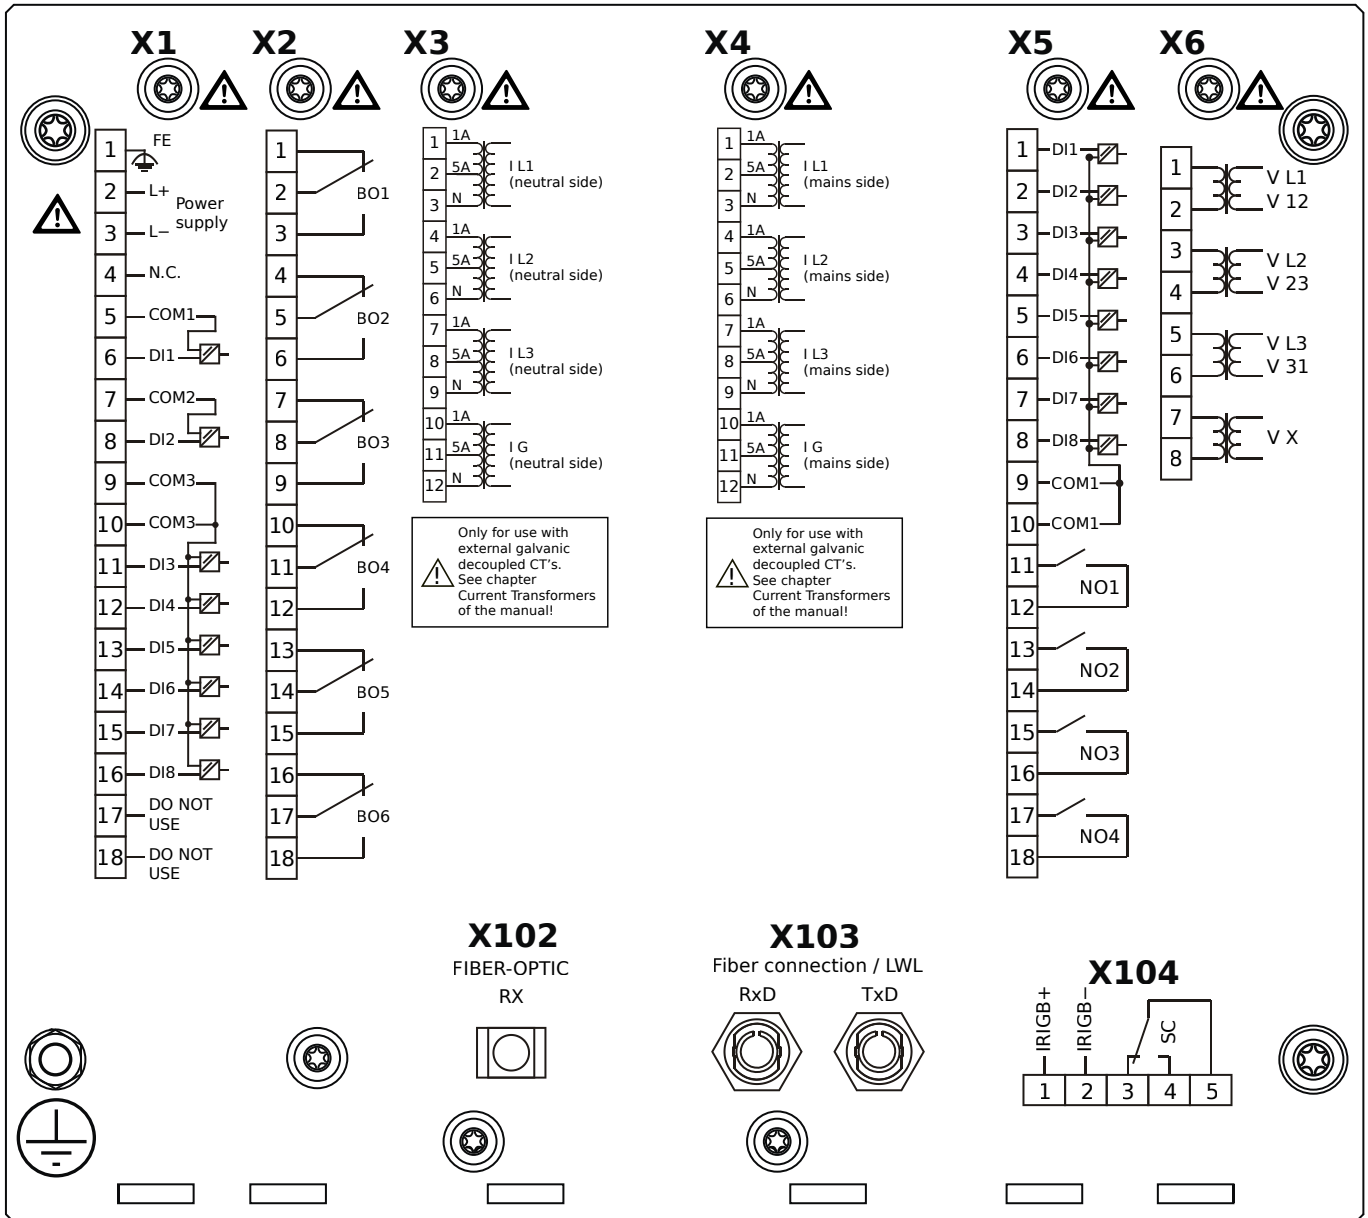 X1
X2
X3
X4
X5
X6
1
FE
2
L+
Power
supply
3
L−
4
N.C.
5
COM1
6
DI1
7
COM2
8
DI2
9
COM3
10
COM3
11
DI3
12
DI4
13
DI5
14
DI6
15
DI7
16
DI8
17
DO NOT
USE
18
DO NOT
USE
1
2
BO1
3
4
5
BO2
6
7
8
BO3
9
10
11
BO4
12
13
14
BO5
15
16
17
BO6
18
1
1A
2
5A
I L1
(neutral side)
3
N
4
1A
5
5A
I L2
(neutral side)
6
N
7
1A
8
5A
I L3
(neutral side)
9
N
10
1A
11
5A
I G
(neutral side)
12
N
Only for use with
external galvanic
decoupled CT's.
See chapter
Current Transformers
of the manual!
1
1A
2
5A
I L1
(mains side)
3
N
4
1A
5
5A
I L2
(mains side)
6
N
7
1A
8
5A
I L3
(mains side)
9
N
10
1A
11
5A
I G
(mains side)
12
N
Only for use with
external galvanic
decoupled CT's.
See chapter
Current Transformers
of the manual!
1
DI1
2
DI2
3
DI3
4
DI4
5
DI5
6
DI6
7
DI7
8
DI8
9
COM1
10
COM1
11
NO1
12
13
NO2
14
15
NO3
16
17
NO4
18
1
V L1
2
V 12
3
V L2
4
V 23
5
V L3
6
V 31
7
V X
8
X102
FIBER-OPTIC
RX
X103
Fiber connection / LWL
RxD
TxD
X104
IRIGB+
IRIGB−
SC
1 2 3 4 5